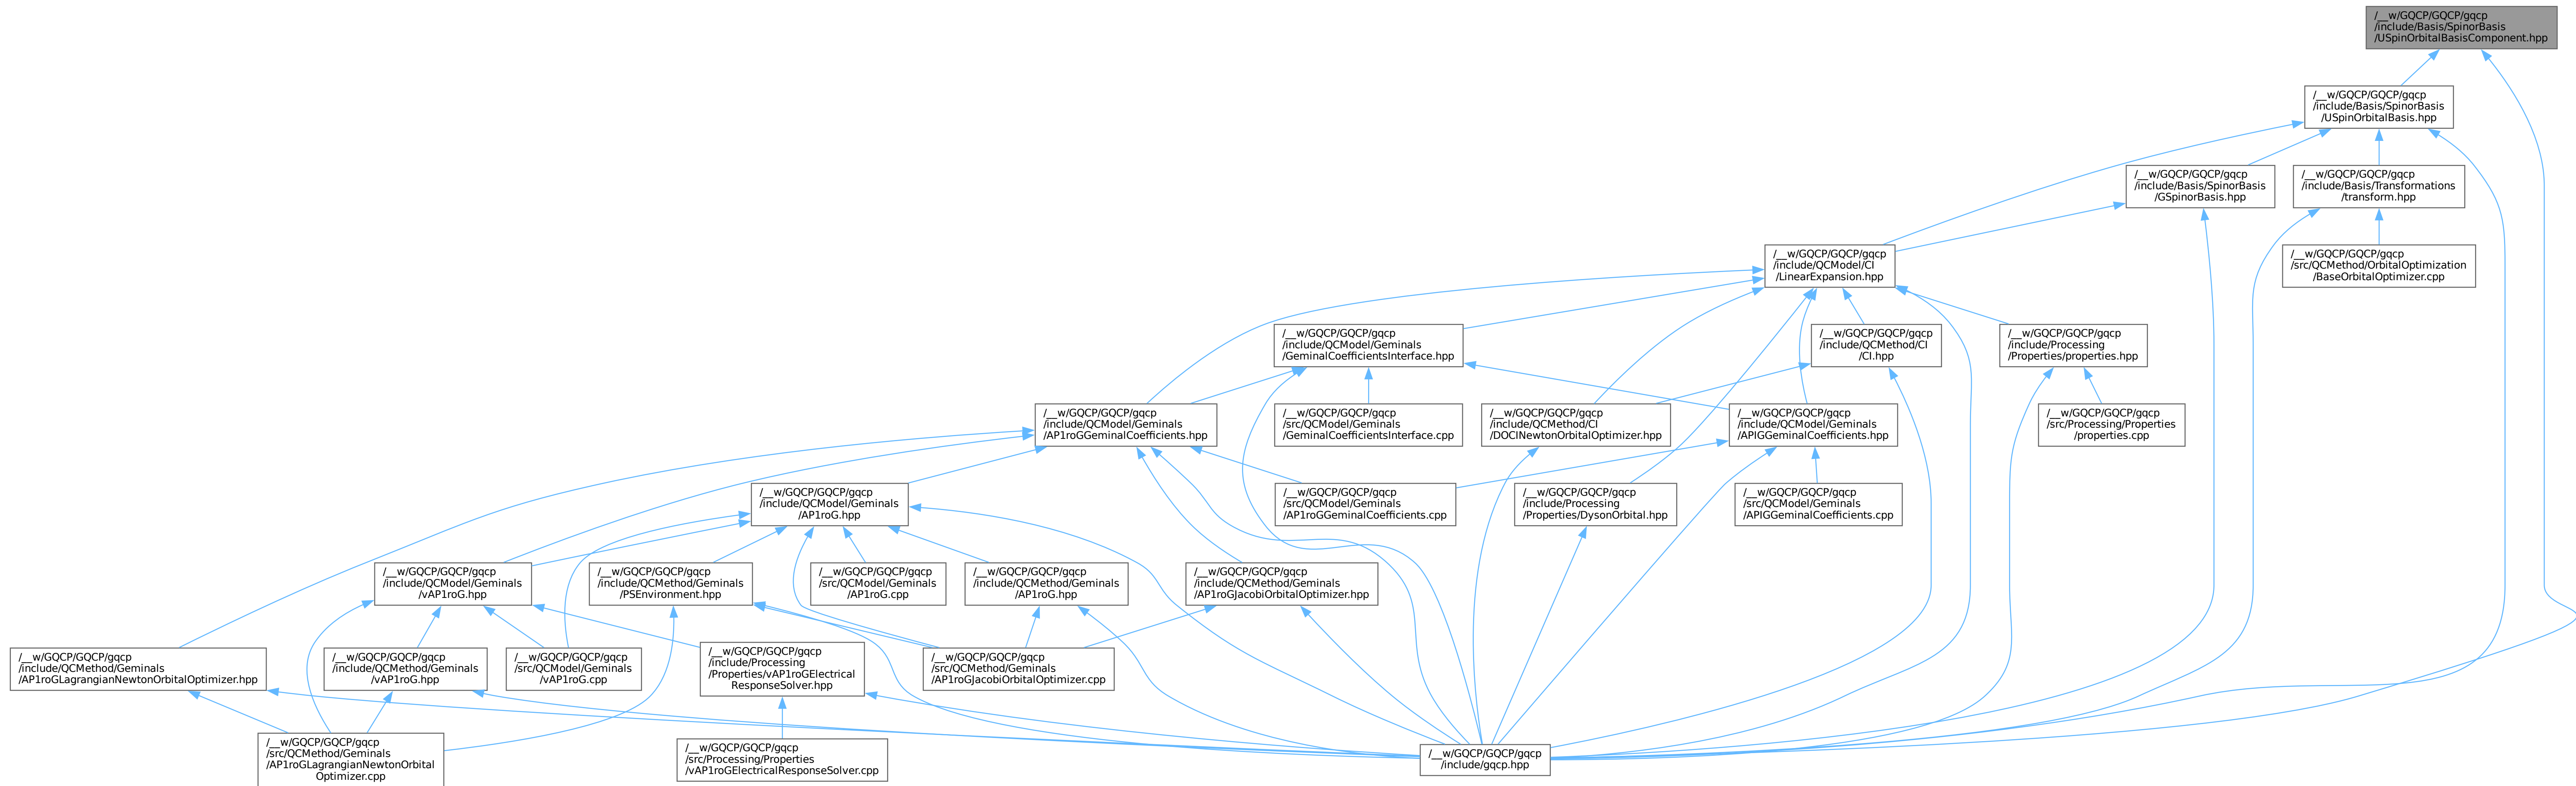 /__w/GQCP/GQCP/gqcp
/include/Basis/SpinorBasis
/USpinOrbitalBasisComponent.hpp
/__w/GQCP/GQCP/gqcp
/include/Basis/SpinorBasis
/USpinOrbitalBasis.hpp
/__w/GQCP/GQCP/gqcp
/include/Basis/SpinorBasis
/GSpinorBasis.hpp
/__w/GQCP/GQCP/gqcp
/include/Basis/Transformations
/transform.hpp
/__w/GQCP/GQCP/gqcp
/include/QCModel/CI
/LinearExpansion.hpp
/__w/GQCP/GQCP/gqcp
/src/QCMethod/OrbitalOptimization
/BaseOrbitalOptimizer.cpp
/__w/GQCP/GQCP/gqcp
/include/QCModel/Geminals
/GeminalCoefficientsInterface.hpp
/__w/GQCP/GQCP/gqcp
/include/QCMethod/CI
/CI.hpp
/__w/GQCP/GQCP/gqcp
/include/Processing
/Properties/properties.hpp
/__w/GQCP/GQCP/gqcp
/include/QCModel/Geminals
/AP1roGGeminalCoefficients.hpp
/__w/GQCP/GQCP/gqcp
/src/QCModel/Geminals
/GeminalCoefficientsInterface.cpp
/__w/GQCP/GQCP/gqcp
/include/QCMethod/CI
/DOCINewtonOrbitalOptimizer.hpp
/__w/GQCP/GQCP/gqcp
/include/QCModel/Geminals
/APIGGeminalCoefficients.hpp
/__w/GQCP/GQCP/gqcp
/src/Processing/Properties
/properties.cpp
/__w/GQCP/GQCP/gqcp
/include/QCModel/Geminals
/AP1roG.hpp
/__w/GQCP/GQCP/gqcp
/src/QCModel/Geminals
/AP1roGGeminalCoefficients.cpp
/__w/GQCP/GQCP/gqcp
/include/Processing
/Properties/DysonOrbital.hpp
/__w/GQCP/GQCP/gqcp
/src/QCModel/Geminals
/APIGGeminalCoefficients.cpp
/__w/GQCP/GQCP/gqcp
/include/QCModel/Geminals
/vAP1roG.hpp
/__w/GQCP/GQCP/gqcp
/include/QCMethod/Geminals
/PSEnvironment.hpp
/__w/GQCP/GQCP/gqcp
/src/QCModel/Geminals
/AP1roG.cpp
/__w/GQCP/GQCP/gqcp
/include/QCMethod/Geminals
/AP1roG.hpp
/__w/GQCP/GQCP/gqcp
/include/QCMethod/Geminals
/AP1roGJacobiOrbitalOptimizer.hpp
/__w/GQCP/GQCP/gqcp
/include/QCMethod/Geminals
/AP1roGLagrangianNewtonOrbitalOptimizer.hpp
/__w/GQCP/GQCP/gqcp
/include/QCMethod/Geminals
/vAP1roG.hpp
/__w/GQCP/GQCP/gqcp
/src/QCModel/Geminals
/vAP1roG.cpp
/__w/GQCP/GQCP/gqcp
/include/Processing
/Properties/vAP1roGElectrical
ResponseSolver.hpp
/__w/GQCP/GQCP/gqcp
/src/QCMethod/Geminals
/AP1roGJacobiOrbitalOptimizer.cpp
/__w/GQCP/GQCP/gqcp
/src/QCMethod/Geminals
/AP1roGLagrangianNewtonOrbital
Optimizer.cpp
/__w/GQCP/GQCP/gqcp
/src/Processing/Properties
/vAP1roGElectricalResponseSolver.cpp
/__w/GQCP/GQCP/gqcp
/include/gqcp.hpp